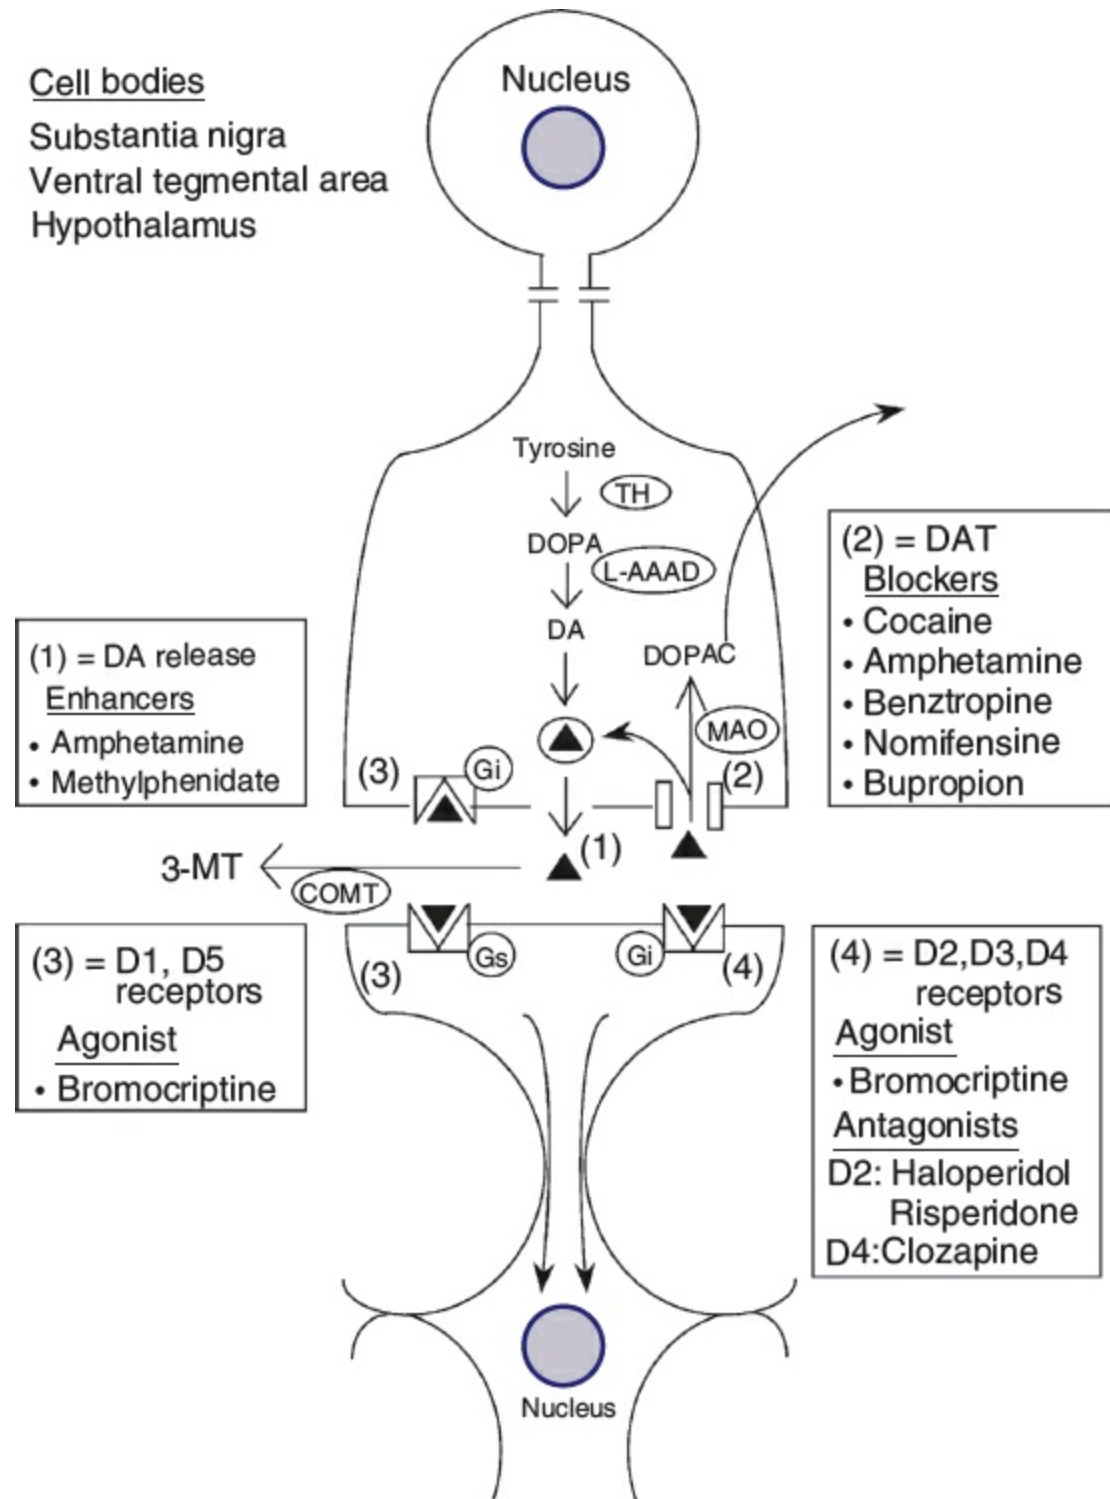 Cell bodies
Substantia nigra
Ventral tegmental area
Hypothalamus
Nucleus
Tyrosine
TH
DOPA
L-AAAD
DA
DOPAC
MAO
(1) = DA release
Enhancers
• Amphetamine
• Methylphenidate
(2) = DAT
Blockers
• Cocaine
• Amphetamine
• Benztropine
• Nomifensine
• Bupropion
(3)
Gi
(2)
(1)
3-MT
COMT
(3)
Gs
Gi
(4)
(3) = D1, D5
receptors
Agonist
• Bromocriptine
(4) = D2,D3,D4
receptors
Agonist
• Bromocriptine
Antagonists
D2: Haloperidol
Risperidone
D4:Clozapine
Nucleus